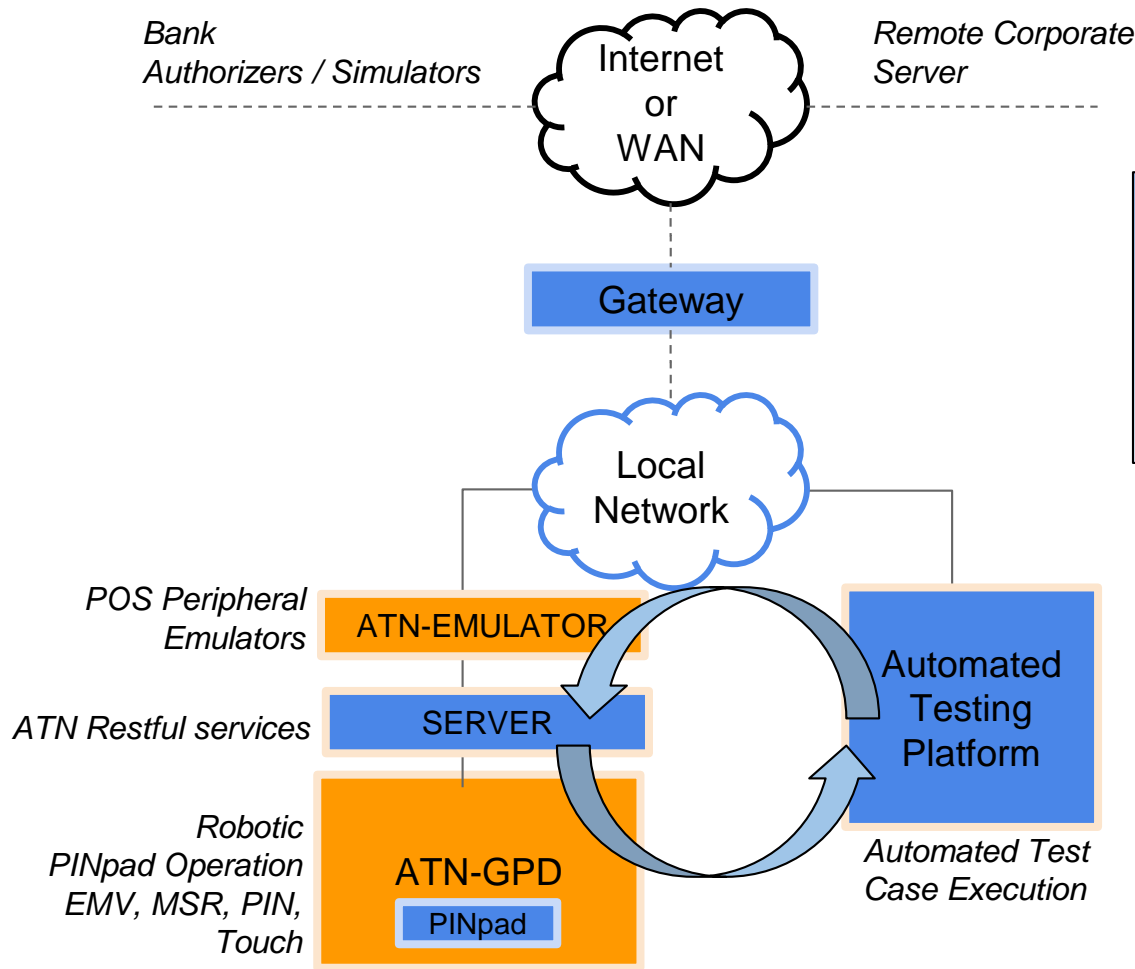 Bank
Authorizers / Simulators
Internet
or
WAN
Remote Corporate
Server
Gateway
Local
Network
POS Peripheral
Emulators
ATN-EMULATOR
ATN Restful services
SERVER
Automated
Testing
Platform
Robotic
PINpad Operation
EMV, MSR, PIN,
Touch
ATN-GPD
PINpad
Automated Test
Case Execution